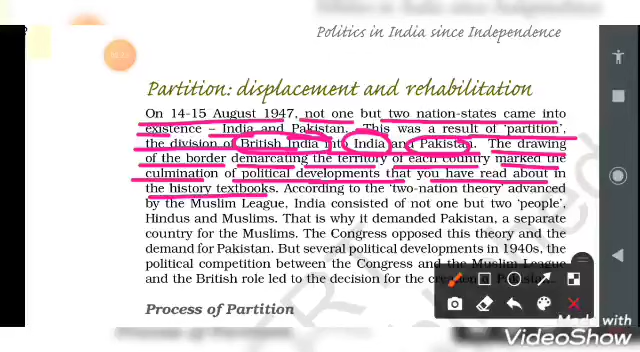 Politics in India since Independence
Partition: displacement and rehabilitation
On 14-15 August 1947, not one but two nation-states came into
existence – India and Pakistan. This was a result of ‘partition’,
the division of British India into India and Pakistan. The drawing
of the border demarcating the territory of each country marked the
culmination of political developments that you have read about in
the history textbooks. According to the ‘two-nation theory’ advanced
by the Muslim League, India consisted of not one but two ‘people’,
Hindus and Muslims. That is why it demanded Pakistan, a separate
country for the Muslims. The Congress opposed this theory and the
demand for Pakistan. But several political developments in 1940s, the
political competition between the Congress and the Muslim League
and the British role led to the decision for the creation of Pakistan.
Process of Partition
Made with
VideoShow